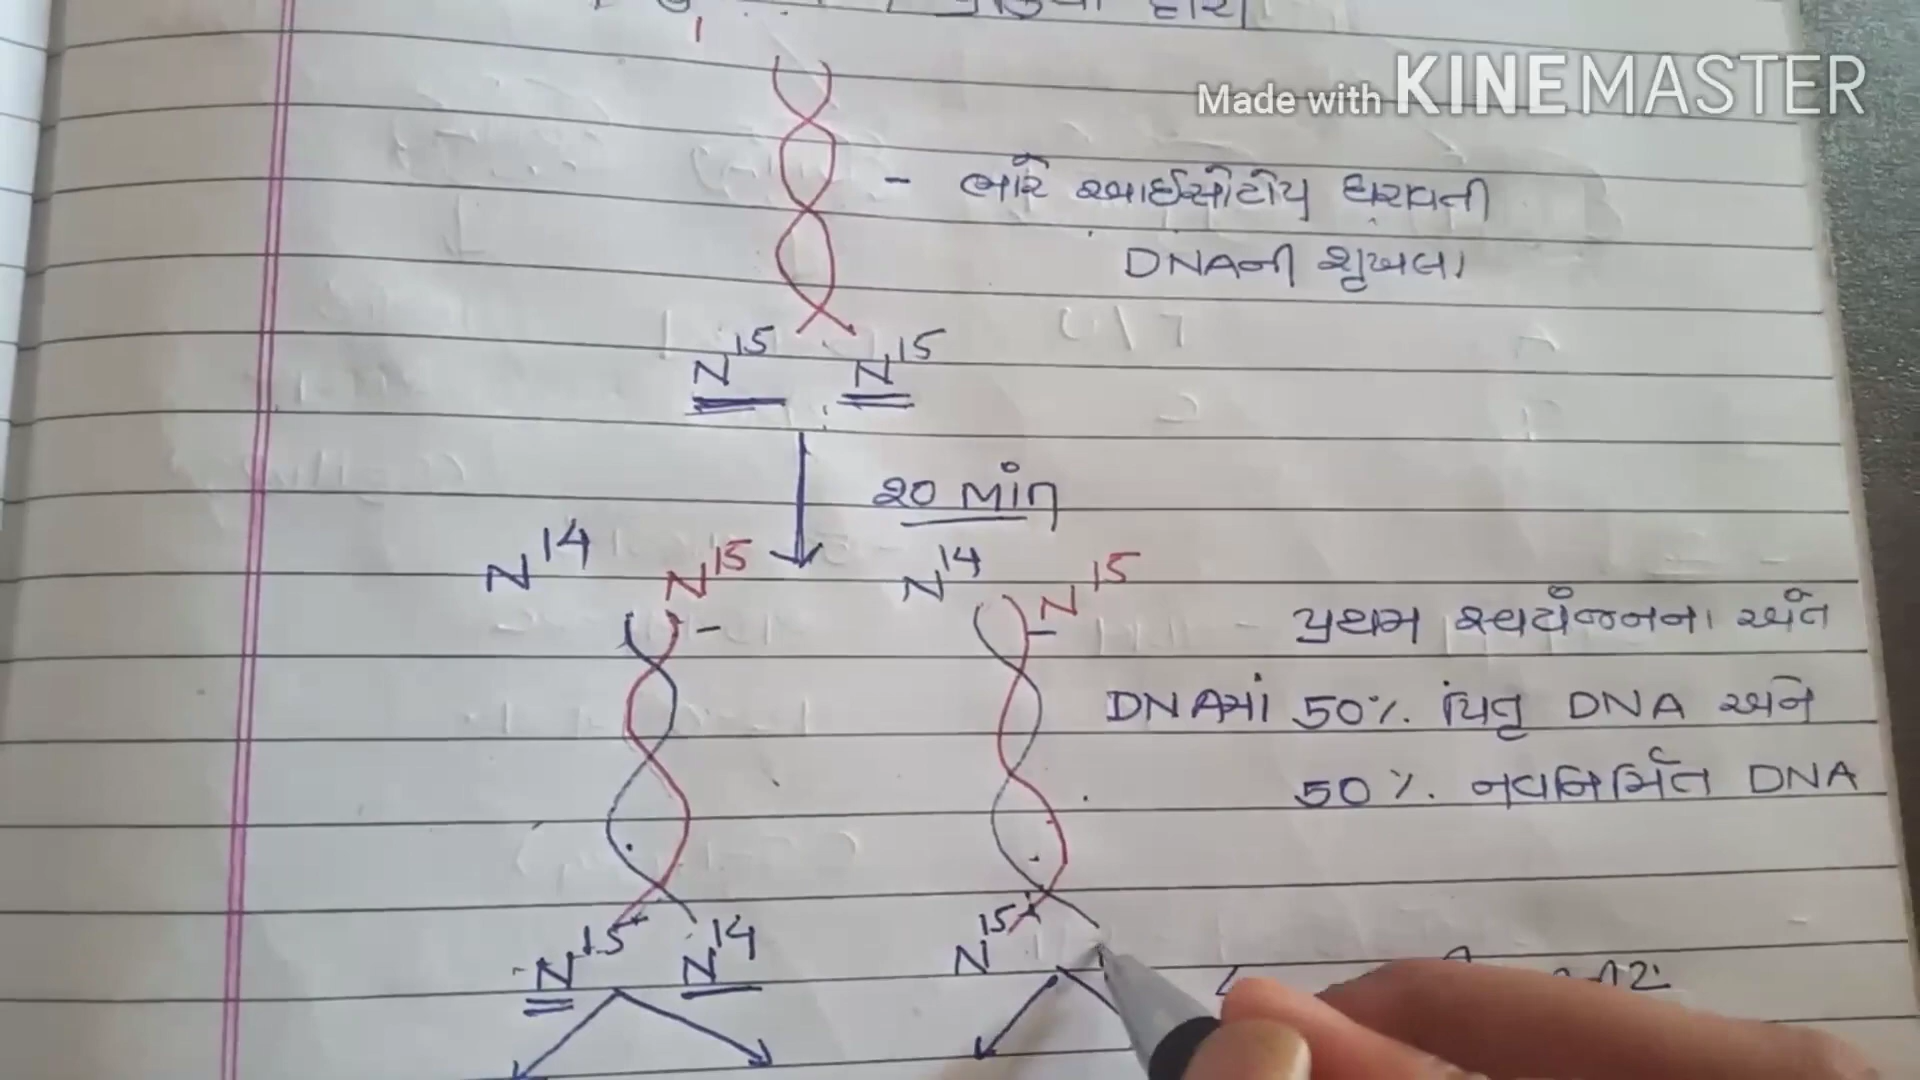 Made with KINEMASTER
- ભારે આઈસોટોપ ધરાવતી
DNAની શૃખલા
N15 N15
20 Min
N14 N15 N14 N15
પ્રથમ સ્વયંજનના અંતે
DNAમાં 50% પિતૃ DNA અને
50%. નવનિર્મિત DNA
N15 N14 N15